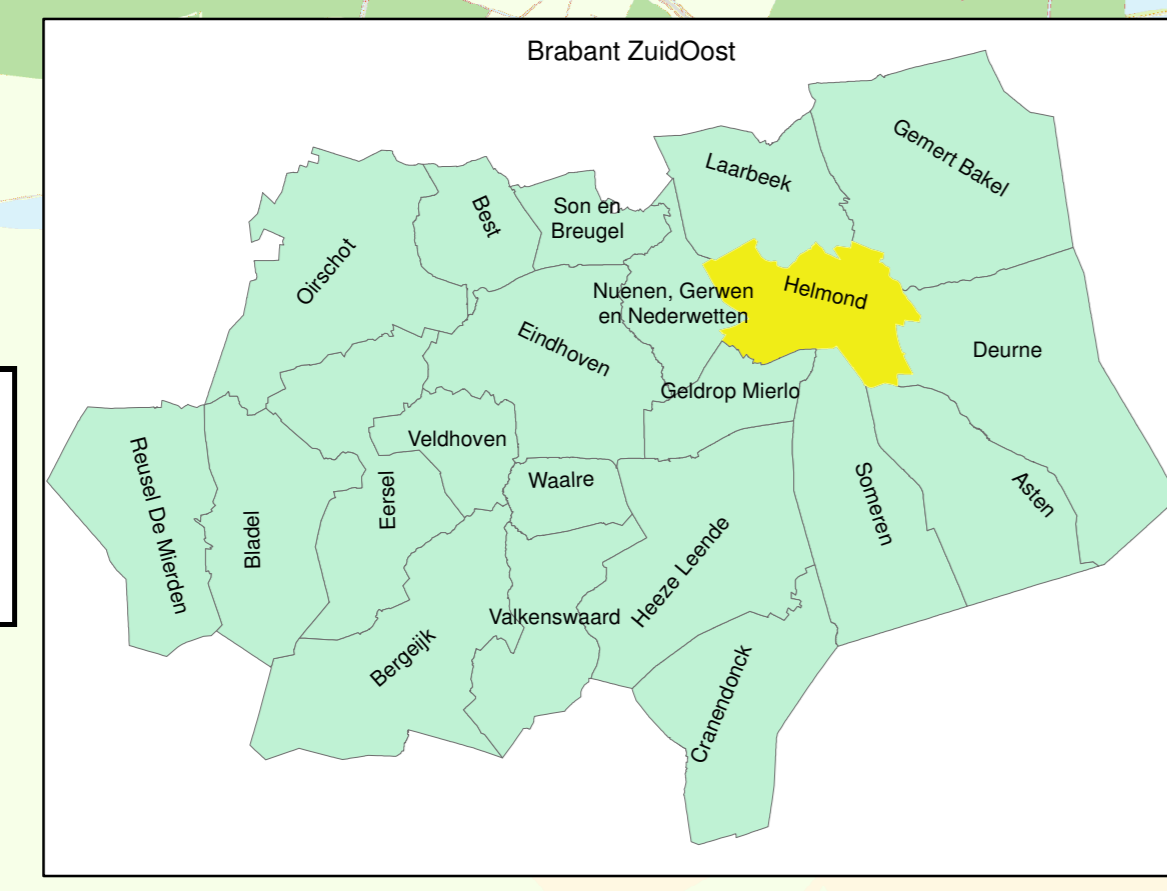 Brabant ZuidOost
Gemert Bakel
Laarbeek
Best
Son en
Breugel
Oirschot
Nuenen, Gerwen
en Nederwetten
Helmond
Eindhoven
Deurne
Geldrop Mierlo
Veldhoven
Reusel De Mierden
Bladel
Eersel
Waalre
Someren
Asten
Heeze Leende
Valkenswaard
Bergeijk
Cranendonck